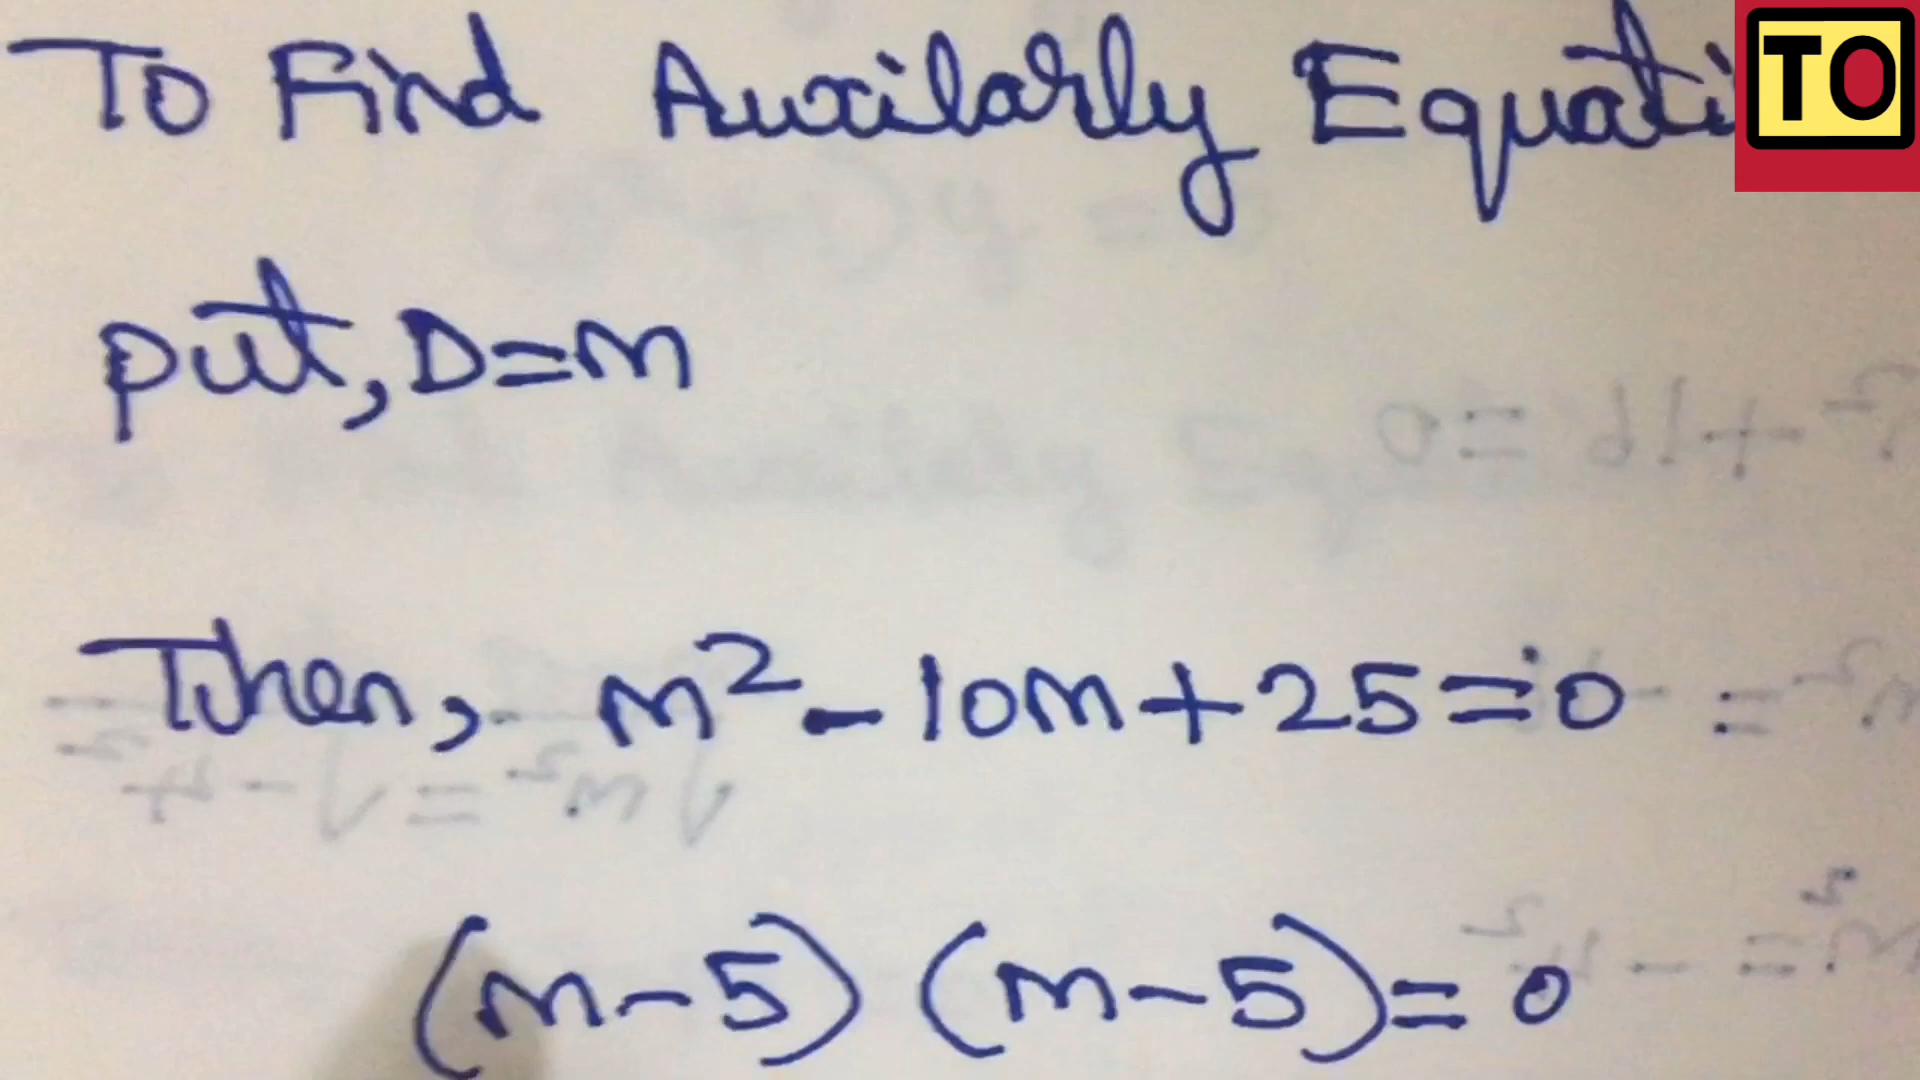 To Find Auxilarly Equati
TO
put, D=m
Then, m² - 10m + 25 = 0
(m-5) (m-5) = 0